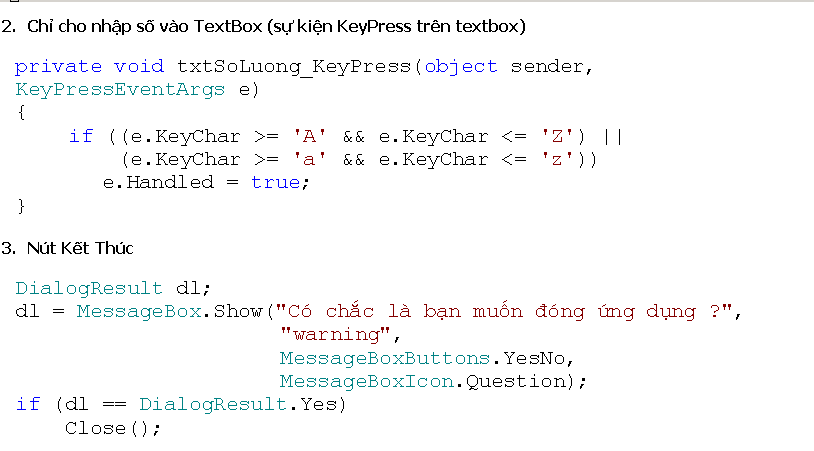 2. Chỉ cho nhập số vào TextBox (sự kiện KeyPress trên textbox)
private void txtSoLuong_KeyPress(object sender,
KeyPressEventArgs e)
{
if ((e.KeyChar >= 'A' && e.KeyChar <= 'Z') ||
(e.KeyChar >= 'a' && e.KeyChar <= 'z'))
e.Handled = true;
}
3. Nút Kết Thúc
DialogResult dl;
dl = MessageBox.Show("Có chắc là bạn muốn đóng ứng dụng ?",
"warning",
MessageBoxButtons.YesNo,
MessageBoxIcon.Question);
if (dl == DialogResult.Yes)
Close();